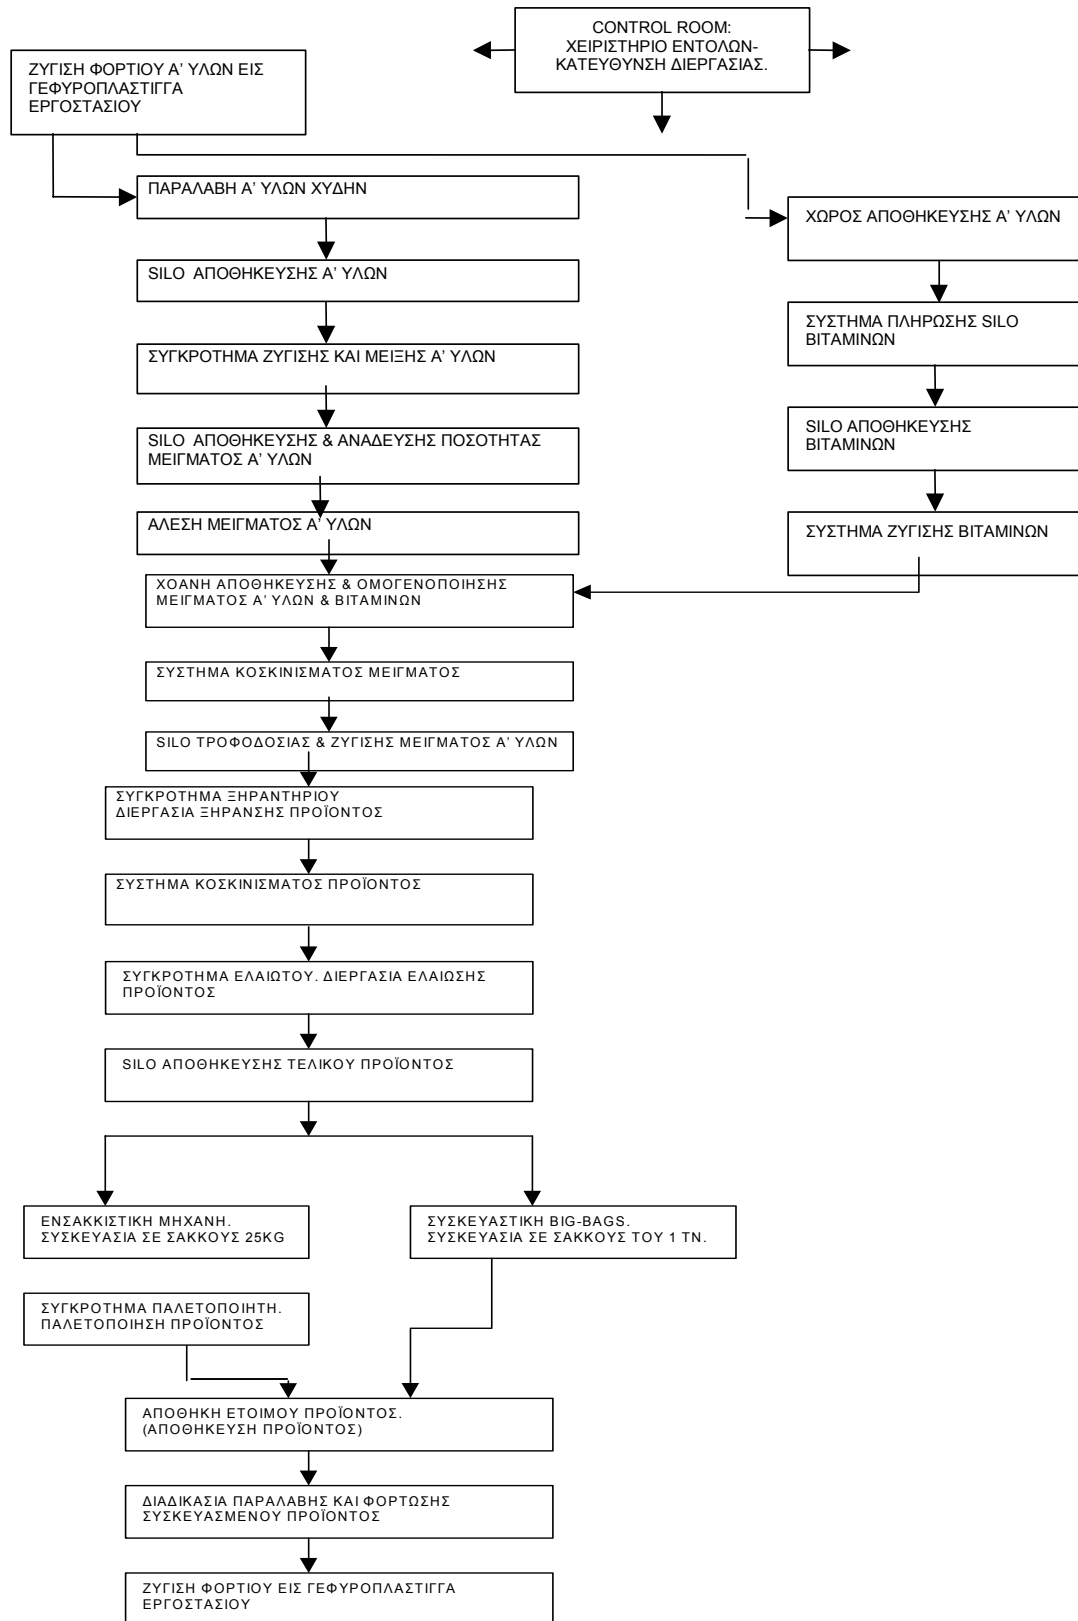 CONTROL ROOM:
ΧΕΙΡΙΣΤΗΡΙΟ ΕΝΤΟΛΩΝ-
ΚΑΤΕΥΘΥΝΣΗ ΔΙΕΡΓΑΣΙΑΣ.
ΖΥΓΙΣΗ ΦΟΡΤΙΟΥ Α' ΥΛΩΝ ΕΙΣ
ΓΕΦΥΡΟΠΛΑΣΤΙΓΓΑ
ΕΡΓΟΣΤΑΣΙΟΥ
ΠΑΡΑΛΑΒΗ Α' ΥΛΩΝ ΧΥΔΗΝ
SILO ΑΠΟΘΗΚΕΥΣΗΣ Α' ΥΛΩΝ
ΣΥΓΚΡΟΤΗΜΑ ΖΥΓΙΣΗΣ ΚΑΙ ΜΕΙΞΗΣ Α' ΥΛΩΝ
SILO ΑΠΟΘΗΚΕΥΣΗΣ & ΑΝΑΔΕΥΣΗΣ ΠΟΣΟΤΗΤΑΣ
ΜΕΙΓΜΑΤΟΣ Α' ΥΛΩΝ
ΑΛΕΣΗ ΜΕΙΓΜΑΤΟΣ Α' ΥΛΩΝ
ΧΩΡΟΣ ΑΠΟΘΗΚΕΥΣΗΣ Α' ΥΛΩΝ
ΣΥΣΤΗΜΑ ΠΛΗΡΩΣΗΣ SILO
ΒΙΤΑΜΙΝΩΝ
SILO ΑΠΟΘΗΚΕΥΣΗΣ
ΒΙΤΑΜΙΝΩΝ
ΣΥΣΤΗΜΑ ΖΥΓΙΣΗΣ ΒΙΤΑΜΙΝΩΝ
ΧΟΑΝΗ ΑΠΟΘΗΚΕΥΣΗΣ & ΟΜΟΓΕΝΟΠΟΙΗΣΗΣ
ΜΕΙΓΜΑΤΟΣ Α' ΥΛΩΝ & ΒΙΤΑΜΙΝΩΝ
ΣΥΣΤΗΜΑ ΚΟΣΚΙΝΙΣΜΑΤΟΣ ΜΕΙΓΜΑΤΟΣ
SILO ΤΡΟΦΟΔΟΣΙΑΣ & ΖΥΓΙΣΗΣ ΜΕΙΓΜΑΤΟΣ Α' ΥΛΩΝ
ΣΥΓΚΡΟΤΗΜΑ ΞΗΡΑΝΤΗΡΙΟΥ
ΔΙΕΡΓΑΣΙΑ ΞΗΡΑΝΣΗΣ ΠΡΟΪΟΝΤΟΣ
ΣΥΣΤΗΜΑ ΚΟΣΚΙΝΙΣΜΑΤΟΣ ΠΡΟΪΟΝΤΟΣ
ΣΥΓΚΡΟΤΗΜΑ ΕΛΑΙΩΤΟΥ. ΔΙΕΡΓΑΣΙΑ ΕΛΑΙΩΣΗΣ
ΠΡΟΪΟΝΤΟΣ
SILO ΑΠΟΘΗΚΕΥΣΗΣ ΤΕΛΙΚΟΥ ΠΡΟΪΟΝΤΟΣ
ΕΝΣΑΚΚΙΣΤΙΚΗ ΜΗΧΑΝΗ.
ΣΥΣΚΕΥΑΣΙΑ ΣΕ ΣΑΚΚΟΥΣ 25KG
ΣΥΣΚΕΥΑΣΤΙΚΗ BIG-BAGS.
ΣΥΣΚΕΥΑΣΙΑ ΣΕ ΣΑΚΚΟΥΣ ΤΟΥ 1 ΤΝ.
ΣΥΓΚΡΟΤΗΜΑ ΠΑΛΕΤΟΠΟΙΗΤΗ.
ΠΑΛΕΤΟΠΟΙΗΣΗ ΠΡΟΪΟΝΤΟΣ
ΑΠΟΘΗΚΗ ΕΤΟΙΜΟΥ ΠΡΟΪΟΝΤΟΣ.
(ΑΠΟΘΗΚΕΥΣΗ ΠΡΟΪΟΝΤΟΣ)
ΔΙΑΔΙΚΑΣΙΑ ΠΑΡΑΛΑΒΗΣ ΚΑΙ ΦΟΡΤΩΣΗΣ
ΣΥΣΚΕΥΑΣΜΕΝΟΥ ΠΡΟΪΟΝΤΟΣ
ΖΥΓΙΣΗ ΦΟΡΤΙΟΥ ΕΙΣ ΓΕΦΥΡΟΠΛΑΣΤΙΓΓΑ
ΕΡΓΟΣΤΑΣΙΟΥ